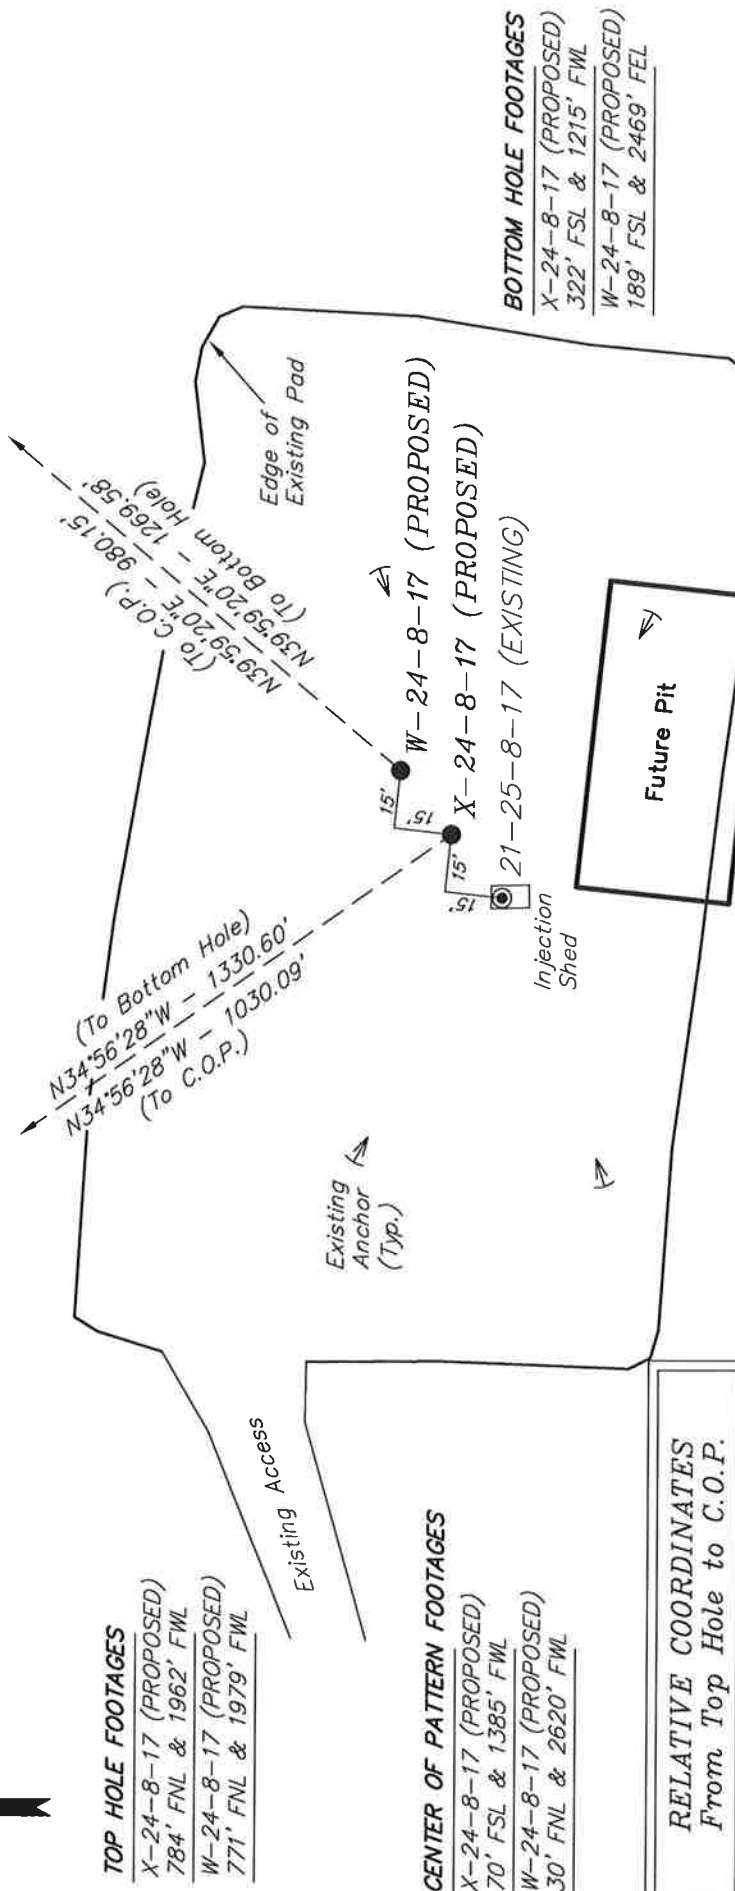 TOP HOLE FOOTAGES
X-24-8-17 (PROPOSED)
784' FNL & 1962' FWL
W-24-8-17 (PROPOSED)
771' FNL & 1979' FWL
CENTER OF PATTERN FOOTAGES
X-24-8-17 (PROPOSED)
70' FSL & 1385' FWL
W-24-8-17 (PROPOSED)
30' FNL & 2620' FWL
RELATIVE COORDINATES
From Top Hole to C.O.P.
Existing Access
(To Bottom Hole)
N34°56'28"W - 1330.60'
N34°56'28"W - 1030.09'
(To C.O.P.)
Existing
Anchor
(Typ.)
(To C.O.P.)
N39°59'20"E - 980.15'
N39°59'20"E - 1269.58'
(To Bottom Hole)
Edge of
Existing Pad
15'
15'
15'
15'
W-24-8-17 (PROPOSED)
X-24-8-17 (PROPOSED)
21-25-8-17 (EXISTING)
Injection
Shed
Future Pit
BOTTOM HOLE FOOTAGES
X-24-8-17 (PROPOSED)
322' FSL & 1215' FWL
W-24-8-17 (PROPOSED)
189' FSL & 2469' FEL